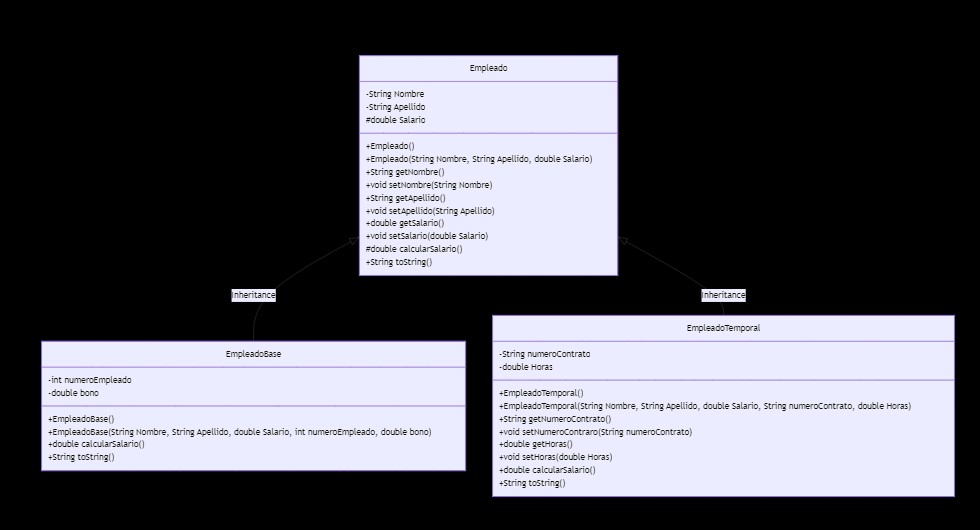 Empleado
-String Nombre
-String Apellido
#double Salario
+Empleado()
+Empleado(String Nombre, String Apellido, double Salario)
+String getNombre()
+void setNombre(String Nombre)
+String getApellido()
+void setApellido(String Apellido)
+double getSalario()
+void setSalario(double Salario)
#double calcularSalario()
+String toString()
Inheritance
Inheritance
EmpleadoBase
-int numeroEmpleado
-double bono
+EmpleadoBase()
+EmpleadoBase(String Nombre, String Apellido, double Salario, int numeroEmpleado, double bono)
+double calcularSalario()
+String toString()
EmpleadoTemporal
-String numeroContrato
-double Horas
+EmpleadoTemporal()
+EmpleadoTemporal(String Nombre, String Apellido, double Salario, String numeroContrato, double Horas)
+String getNumeroContrato()
+void setNumeroContraro(String numeroContrato)
+double getHoras()
+void setHoras(double Horas)
+double calcularSalario()
+String toString()